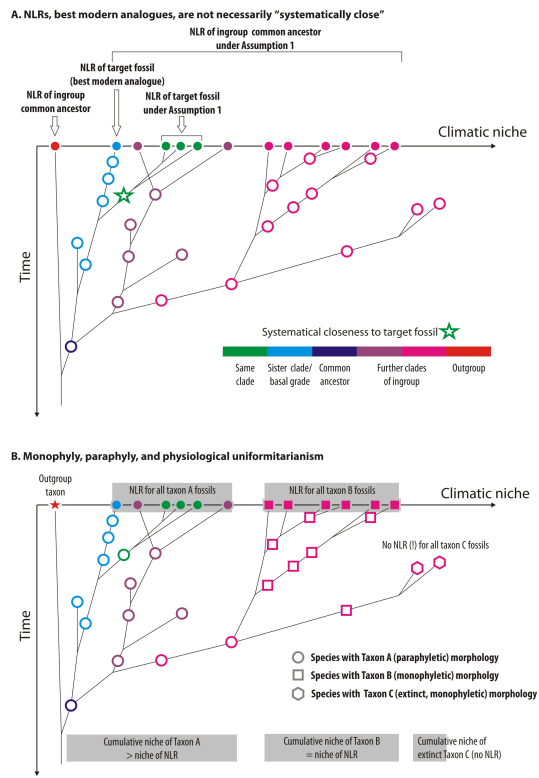 A. NLRs, best modern analogues, are not necessarily “systematically close”
NLR of ingroup common ancestor
under Assumption 1
NLR of target fossil
(best modern analogue)
NLR of ingroup
common ancestor
NLR of target fossil
under Assumption 1
Climatic niche
Time
Systematical closeness to target fossil
Same
clade
Sister clade/
basal grade
Common
ancestor
Further clades
of ingroup
Outgroup
B. Monophyly, paraphyly, and physiological uniformitarianism
Outgroup
taxon
NLR for all taxon A fossils
NLR for all taxon B fossils
Climatic niche
No NLR (!) for all taxon C fossils
Time
Species with Taxon A (paraphyletic) morphology
Species with Taxon B (monophyletic) morphology
Species with Taxon C (extinct, monophyletic) morphology
Cumulative niche of Taxon A
> niche of NLR
Cumulative niche of Taxon B
= niche of NLR
Cumulative niche of
extinct Taxon C (no NLR)